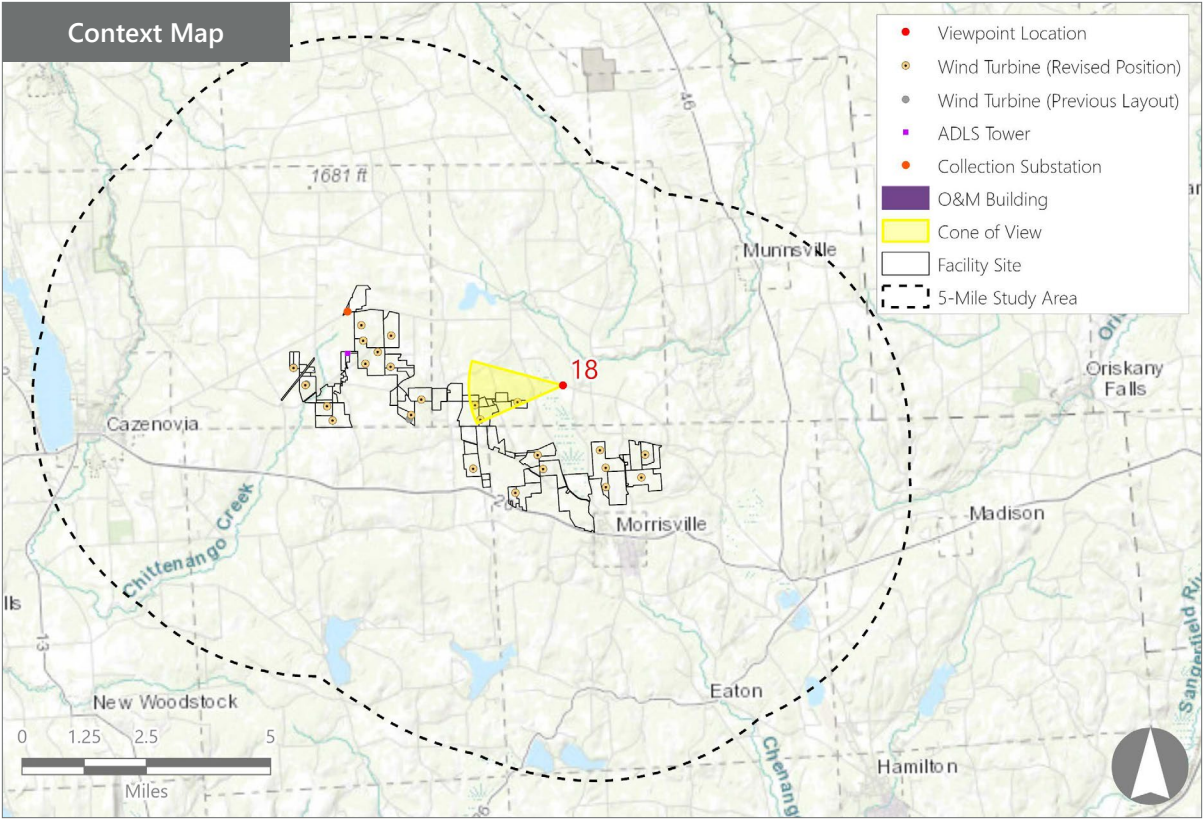 Context Map
Viewpoint Location
Wind Turbine (Revised Position)
Wind Turbine (Previous Layout)
ADLS Tower
Collection Substation
O&M Building
Cone of View
Facility Site
5-Mile Study Area
46
1681 ft
Munnsville
18
Oriskany
Falls
Cazenovia
20
Morrisville
Madison
Chittenango Creek
lls
13
New Woodstock
Eaton
Hamilton
0 1.25 2.5 5
Miles